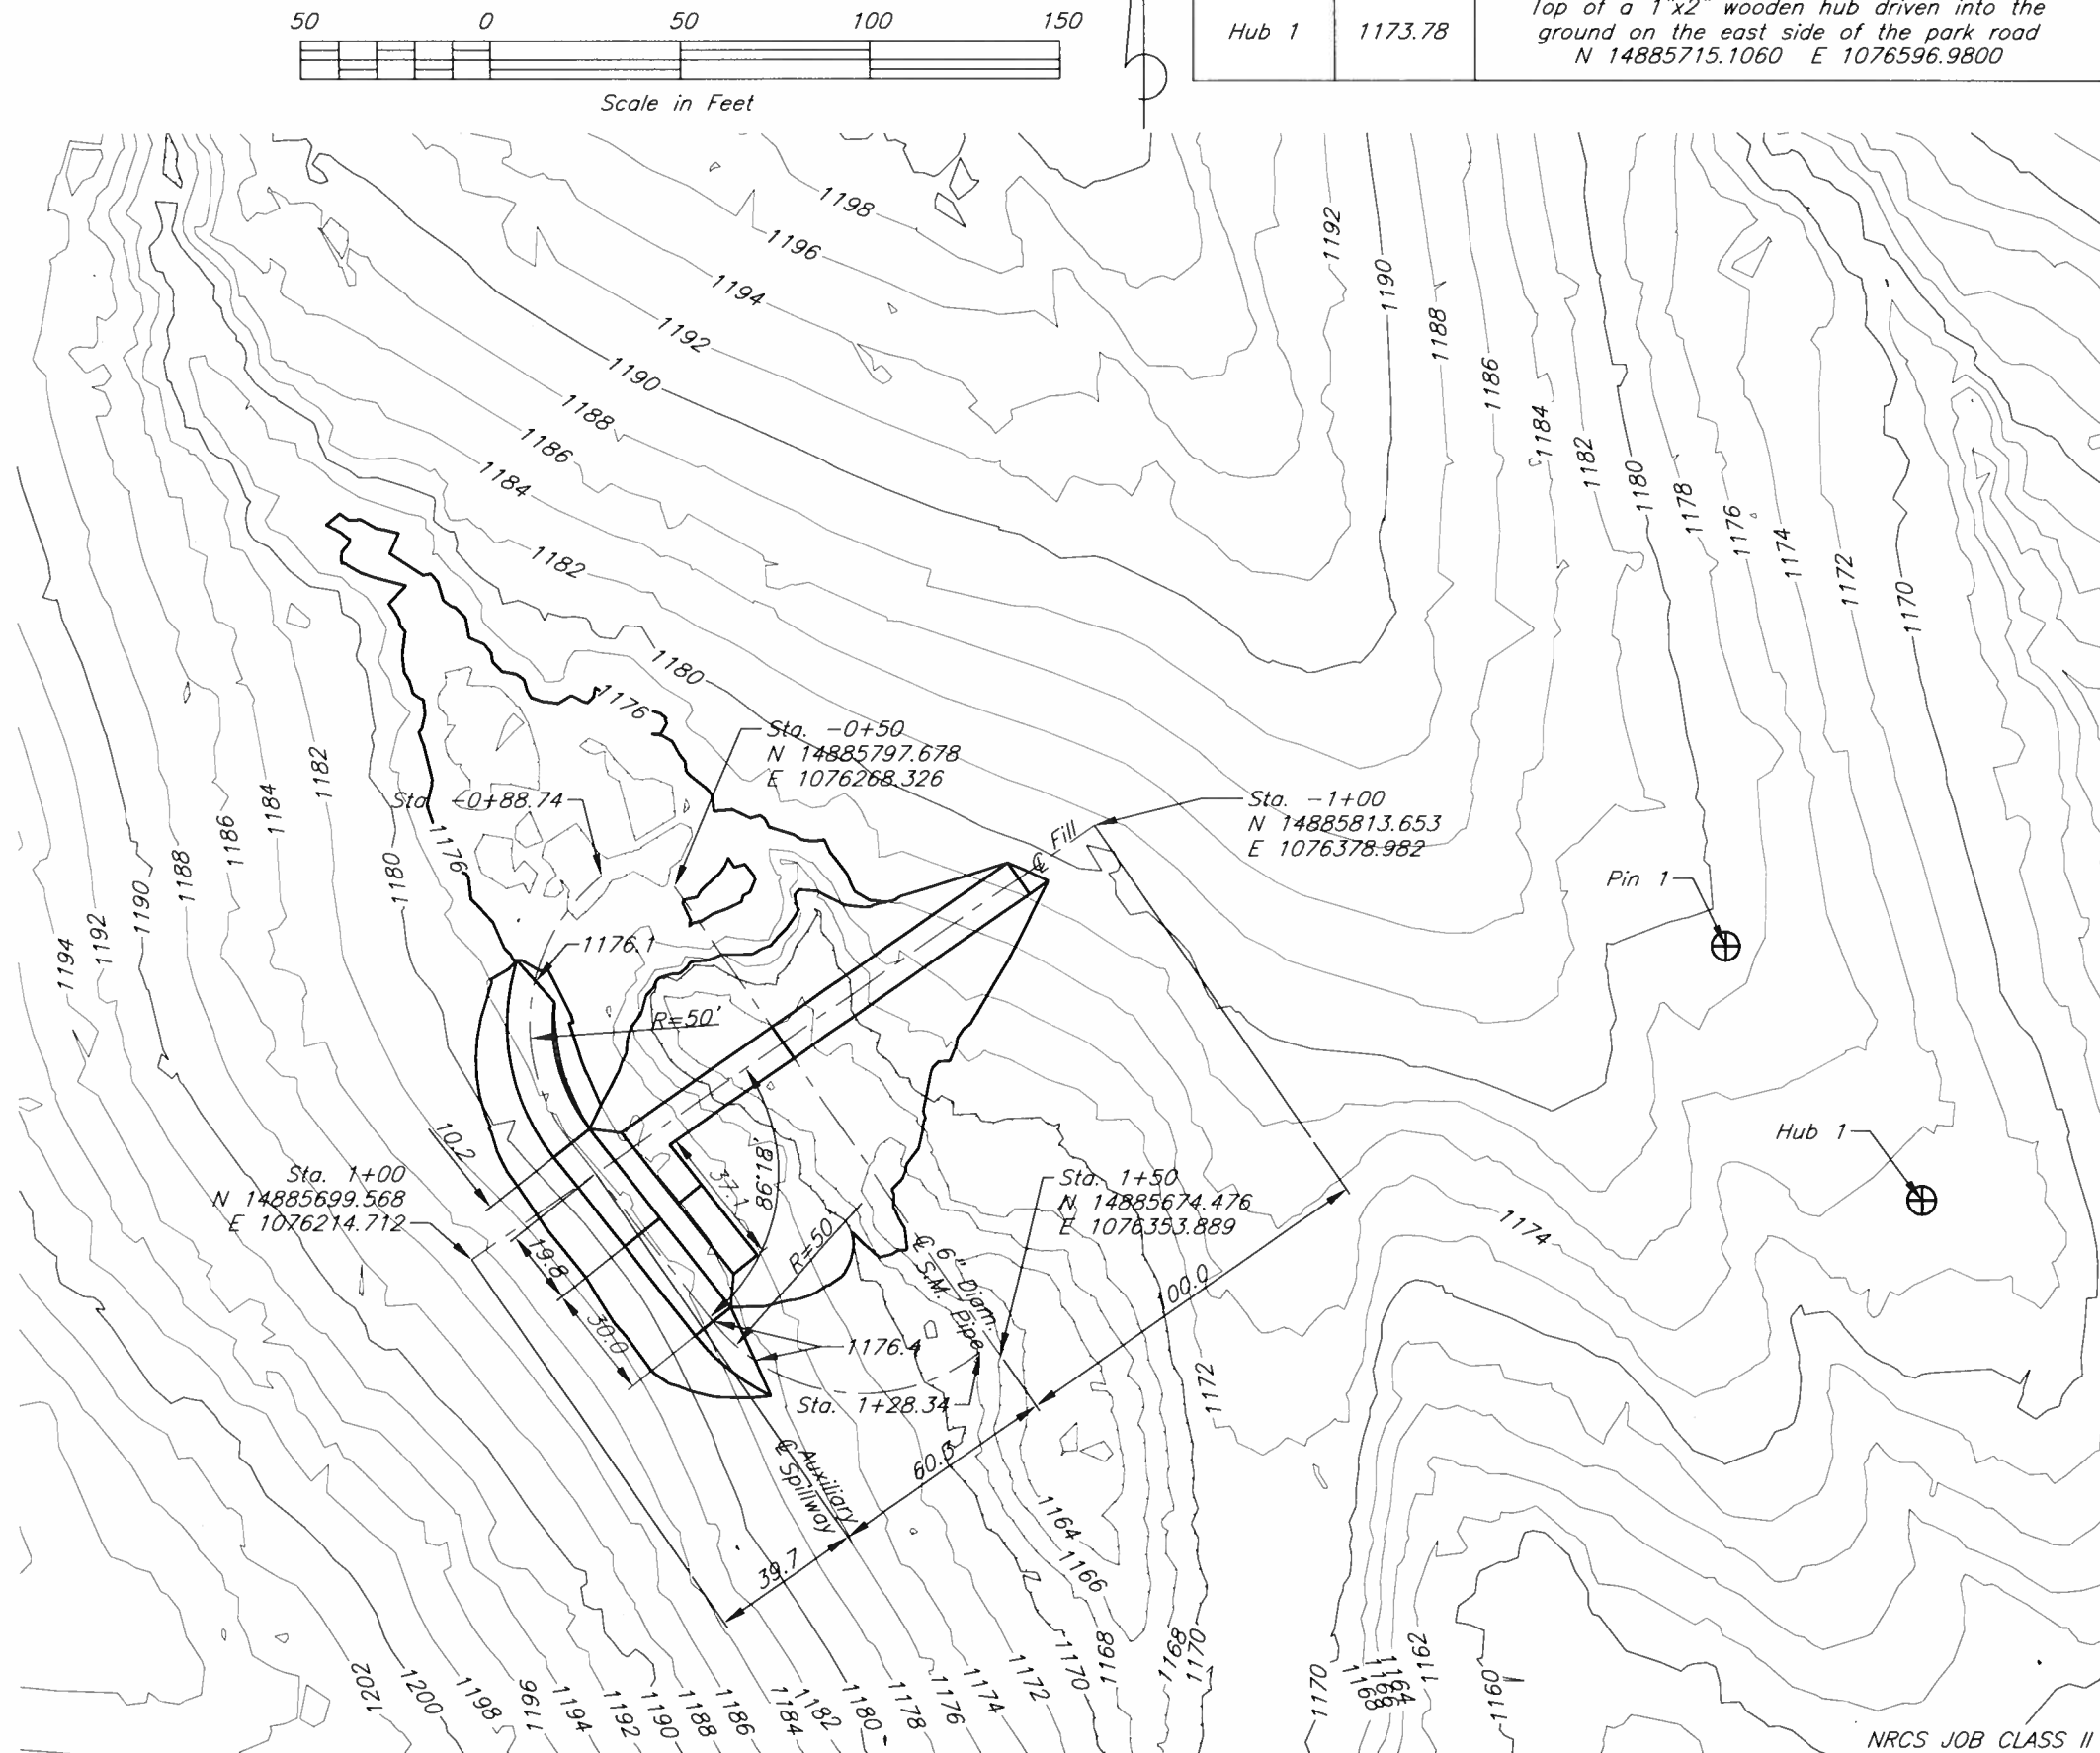 50 0 50 100 150
Scale in Feet
Hub 1
1173.78
Top of a 1"x2" wooden hub driven into the
ground on the east side of the park road
N 14885715.1060 E 1076596.9800
1198
1196
1194
1192
1190
1188
1186
1184
1182
1180
1176
1192
1190
1188
1186
1184
1182
1180
1178
1176
1174
1172
1170
Sta. -0+50
N 14885797.678
E 1076268.326
Sta. -0+88.74
Sta. -1+00
N 14885813.653
E 1076378.982
℄ Fill
Pin 1
Hub 1
1182
1184
1186
1188
1190
1192
1194
1180
1176
1176.1
R=50'
10.2
Sta. 1+00
N 14885699.568
E 1076214.712
19.8
30.0
37.1
86°18'
R=50'
Sta. 1+50
N 14885674.476
E 1076353.889
6" Diam.
℄ S.M. Pipe
1176.4
Sta. 1+28.34
100.0
60.3
39.7
℄ Auxiliary
Spillway
1174
1172
1164
1166
1202
1200
1198
1196
1194
1192
1190
1188
1186
1184
1182
1180
1178
1176
1174
1172
1170
1168
1168
1170
1170
1168
1166
1164
1162
1160
NRCS JOB CLASS II